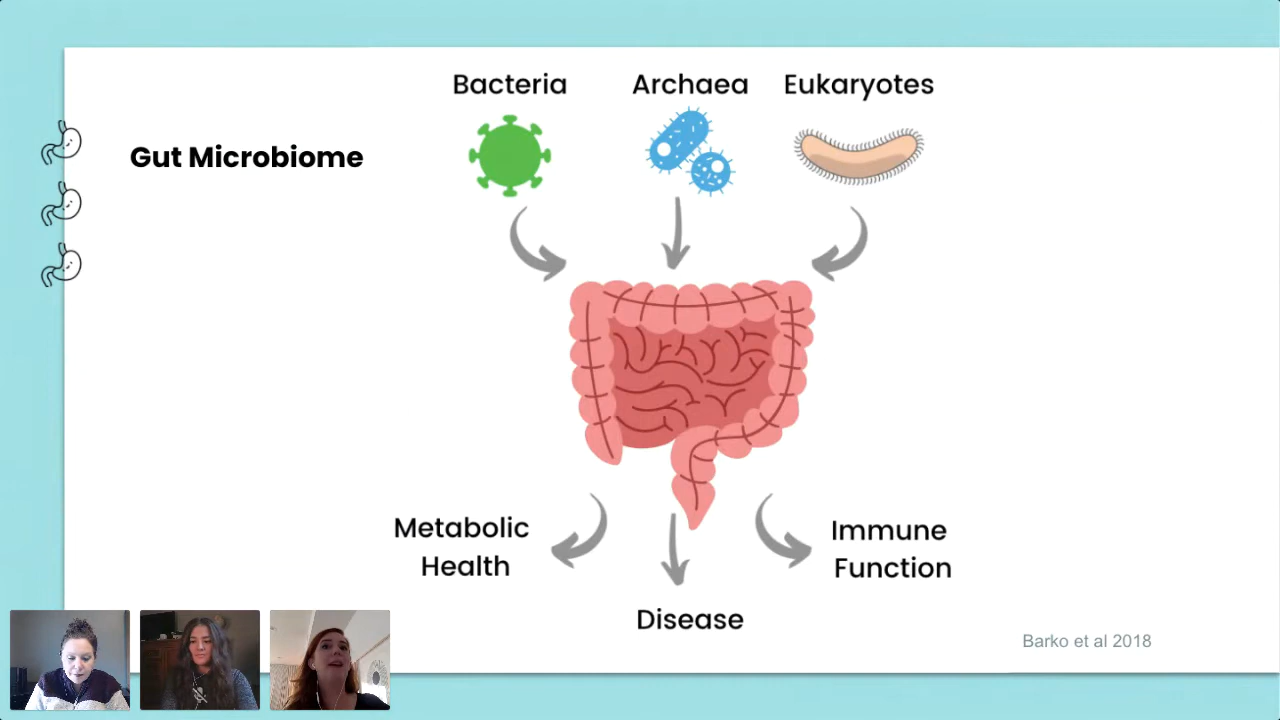 Bacteria Archaea Eukaryotes
Gut Microbiome
Metabolic
Health
Immune
Function
Disease
Barko et al 2018